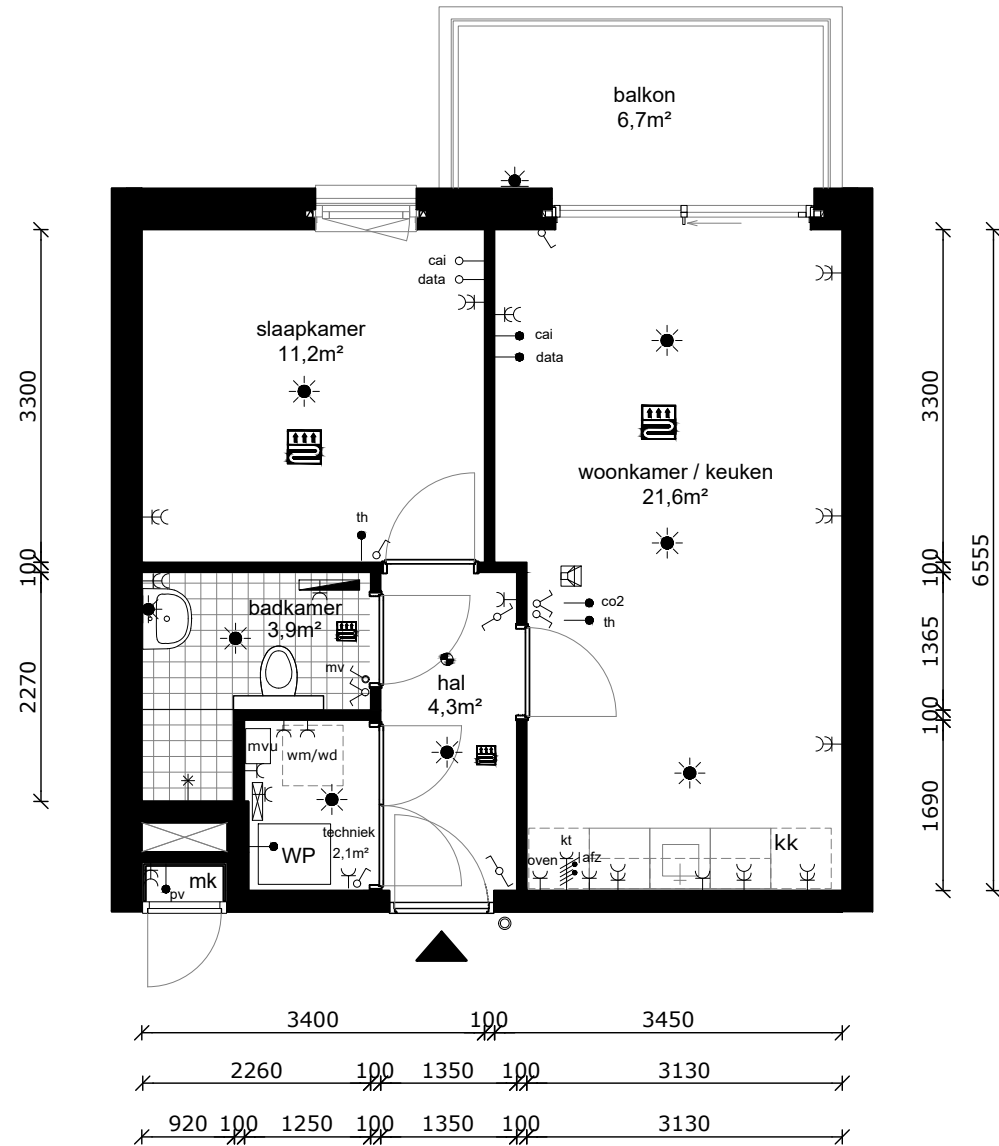 balkon
6,7m²
cai
data
slaapkamer
11,2m²
cai
data
woonkamer / keuken
21,6m²
th
co2
th
badkamer
3,9m²
mv
hal
4,3m²
mvu
wm/wd
techniek
2,1m²
WP
mk
pv
kt
oven
afz
kk
3300
100
2270
3300
100
1365
100
1690
6555
3400
100
3450
2260
100
1350
100
3130
920
100
1250
100
1350
100
3130